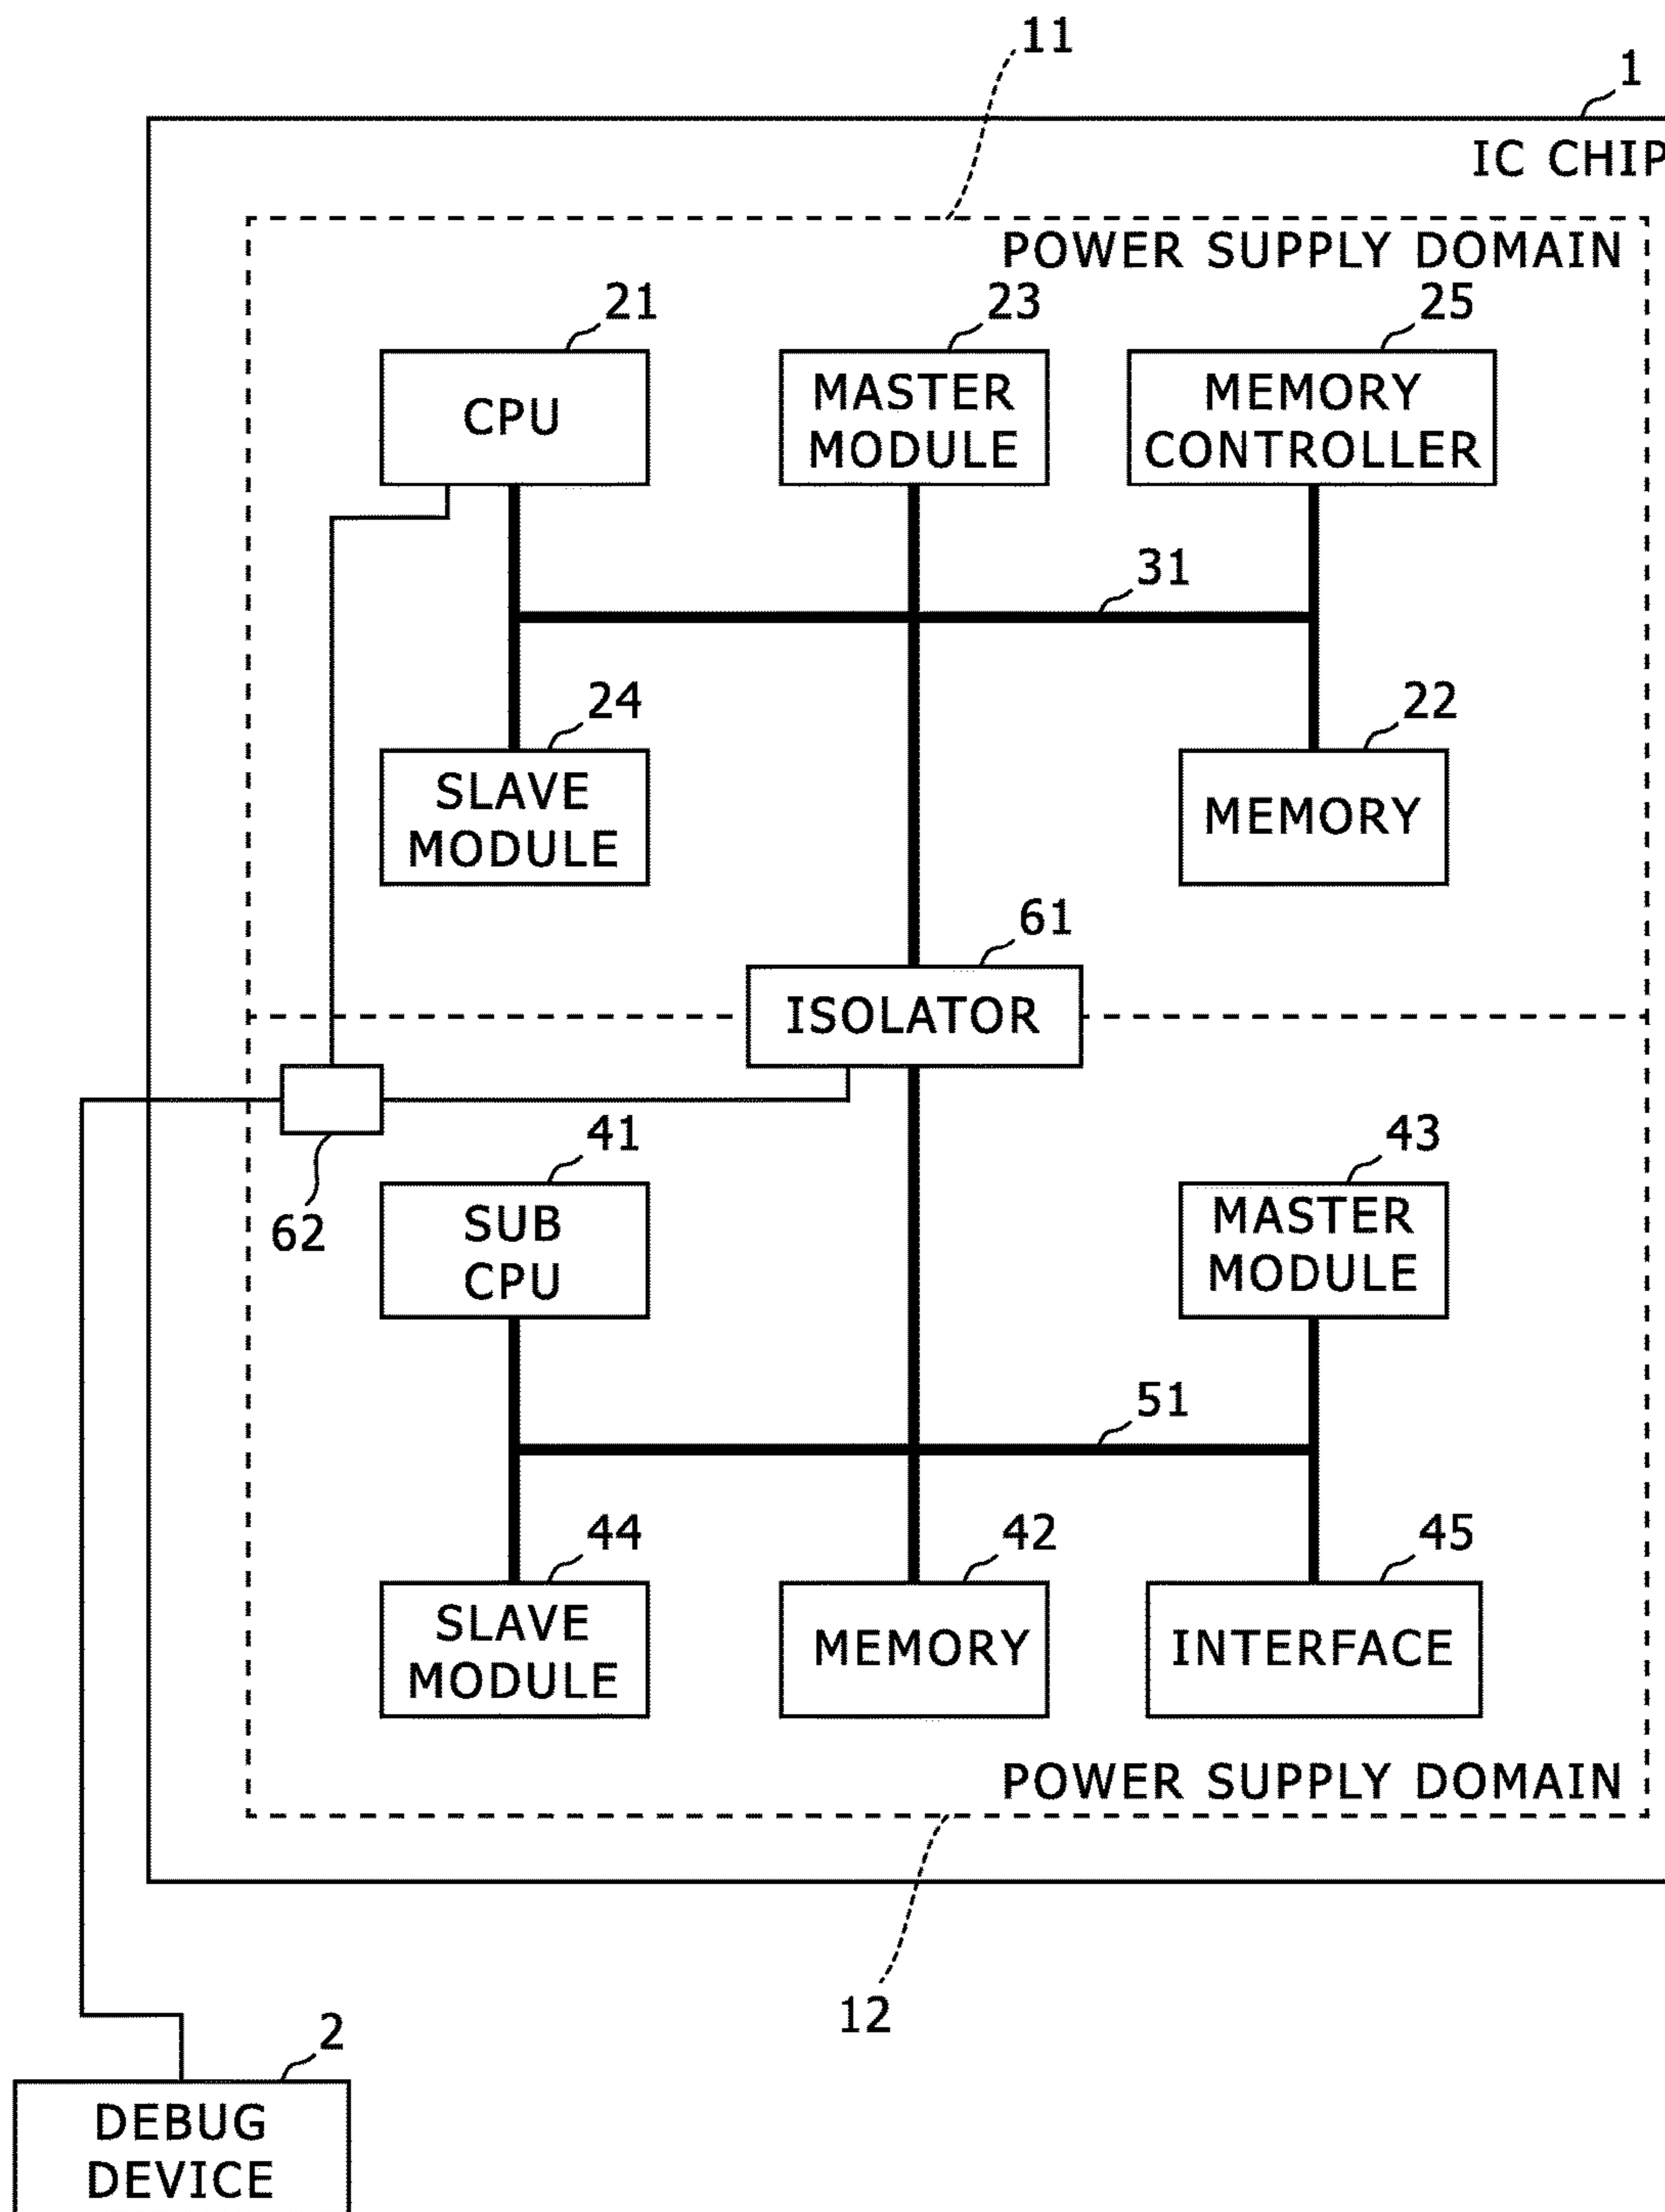 11
1
IC CHIP
POWER SUPPLY DOMAIN
21
23
25
CPU
MASTER
MODULE
MEMORY
CONTROLLER
31
24
22
SLAVE
MODULE
MEMORY
61
ISOLATOR
62
41
43
SUB
CPU
MASTER
MODULE
51
44
42
45
SLAVE
MODULE
MEMORY
INTERFACE
POWER SUPPLY DOMAIN
12
2
DEBUG
DEVICE